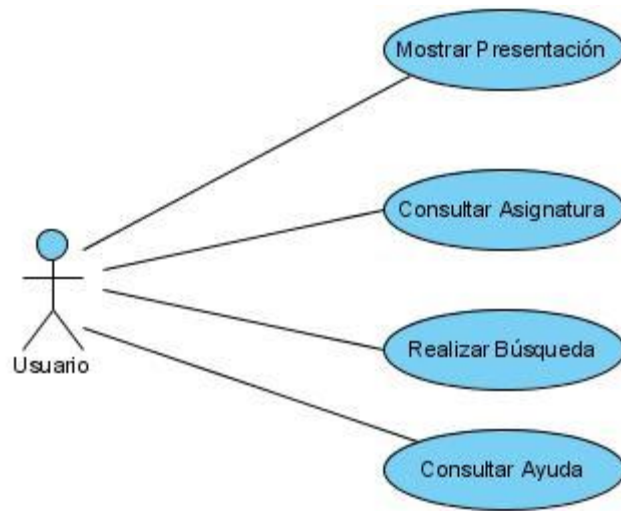 Mostrar Presentación
Consultar Asignatura
Usuario
Realizar Búsqueda
Consultar Ayuda